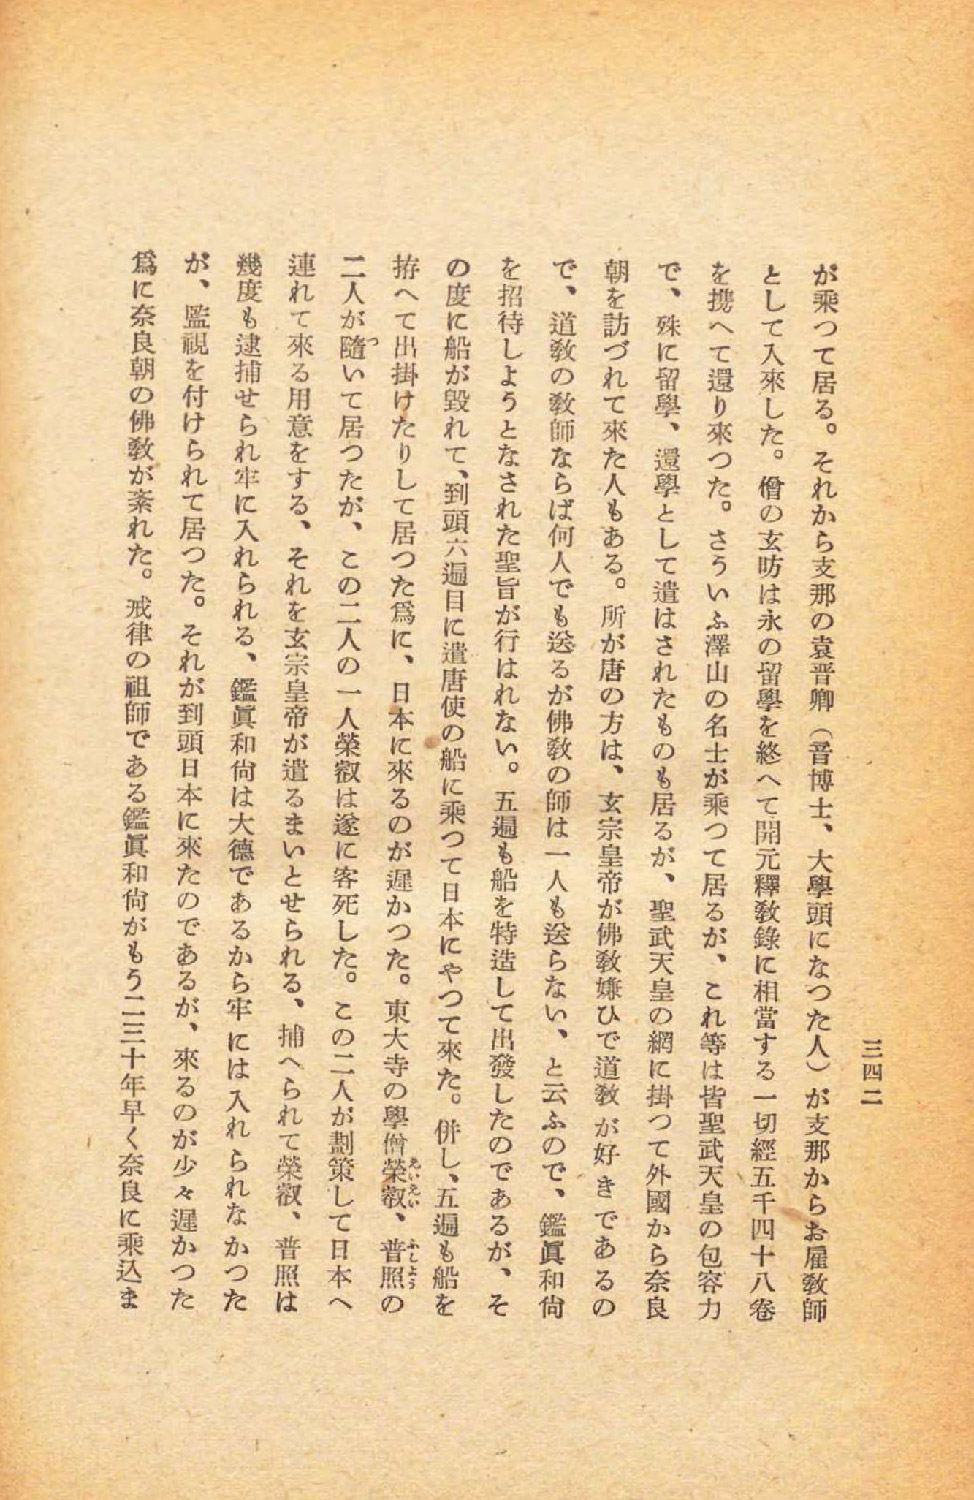 三四二
が乘つて居る。それから支那の袁晋卿（音博士、大學頭になつた人）が支那からお雇敎師
として入來した。僧の玄昉は永の留學を終へて開元釋敎錄に相當する一切經五千四十八卷
を携へて還り來つた。さういふ澤山の名士が乘つて居るが、これ等は皆聖武天皇の包容力
で、殊に留學、還學として遣はされたものも居るが、聖武天皇の網に掛つて外國から奈良
朝を訪づれて來た人もある。所が唐の方は、玄宗皇帝が佛敎嫌ひで道敎が好きであるの
で、道敎の敎師ならば何人でも送るが佛敎の師は一人も送らない、と云ふので、鑑眞和尙
を招待しようとなされた聖旨が行はれない。五遍も船を特造して出發したのであるが、そ
の度に船が毀れて、到頭六遍目に遣唐使の船に乘つて日本にやつて來た。併し、五遍も船を
拵へて出掛けたりして居つた爲に、日本に來るのが遲かつた。東大寺の學僧榮叡、普照の
二人が隨いて居つたが、この二人の一人榮叡は遂に客死した。この二人が劃策して日本へ
連れて來る用意をする、それを玄宗皇帝が遣るまいとせられる、捕へられて榮叡、普照は
幾度も逮捕せられ牢に入れられる、鑑眞和尙は大德であるから牢には入れられなかつた
が、監視を付けられて居つた。それが到頭日本に來たのであるが、來るのが少々遲かつた
爲に奈良朝の佛敎が紊れた。戒律の祖師である鑑眞和尙がもう二三十年早く奈良に乘込ま